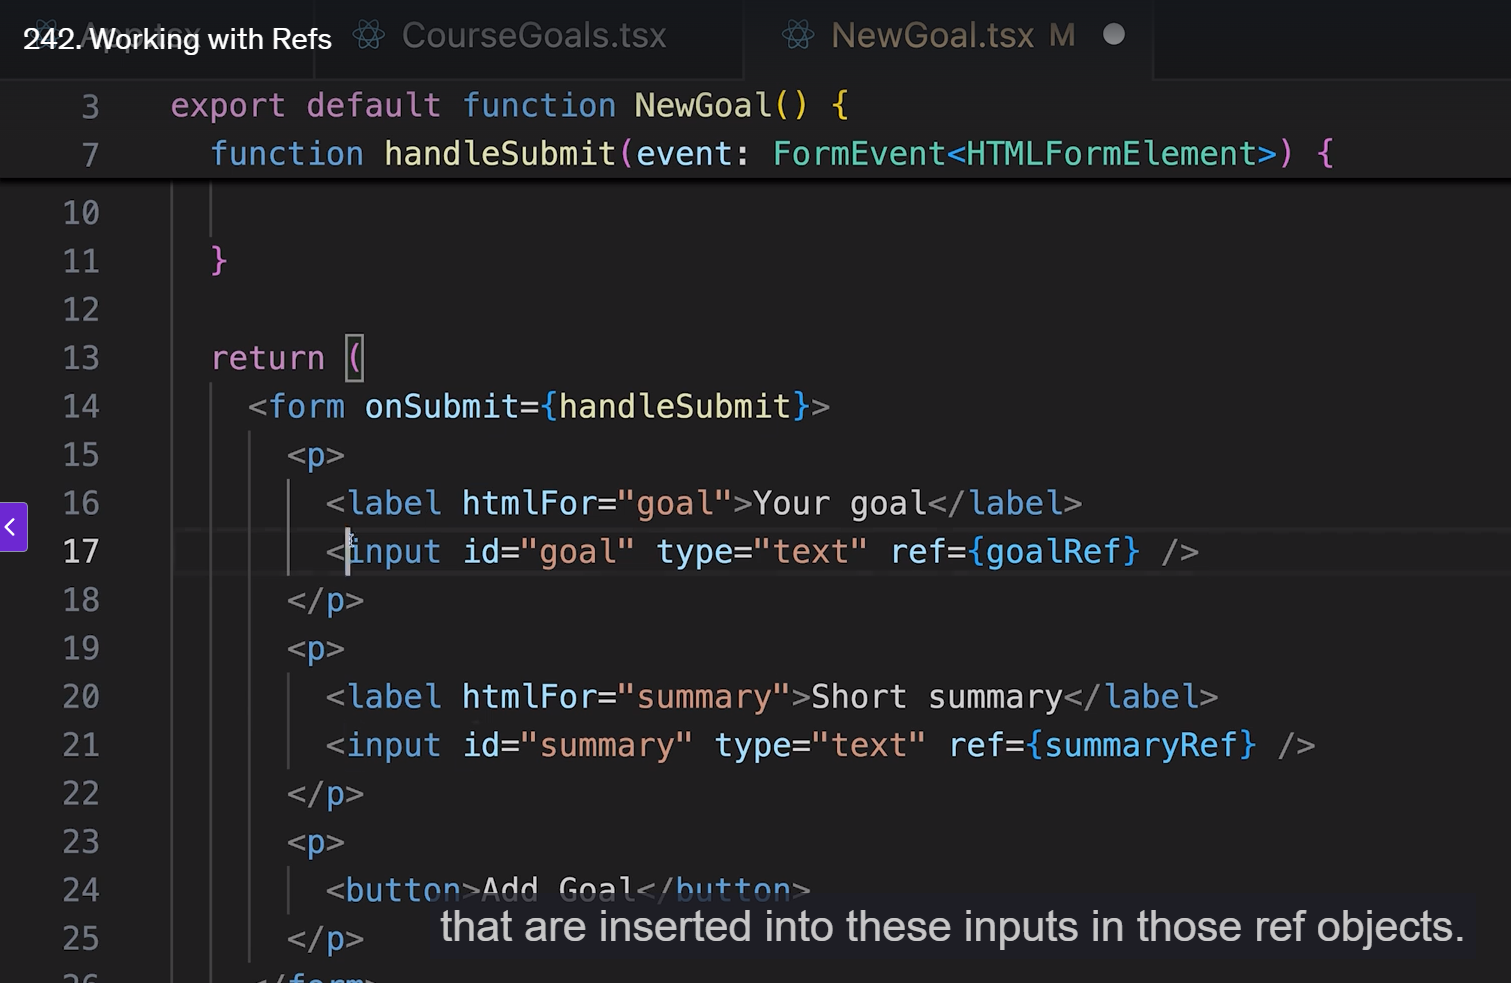 242. Working with Refs
App.tsx
CourseGoals.tsx
NewGoal.tsx M
3 export default function NewGoal() {
7 function handleSubmit(event: FormEvent<HTMLFormElement>) {
10
11 }
12
13 return (
14 <form onSubmit={handleSubmit}>
15 <p>
16 <label htmlFor="goal">Your goal</label>
17 <input id="goal" type="text" ref={goalRef} />
18 </p>
19 <p>
20 <label htmlFor="summary">Short summary</label>
21 <input id="summary" type="text" ref={summaryRef} />
22 </p>
23 <p>
24 <button>Add Goal</button>
that are inserted into these inputs in those ref objects.
25 </p>
26 </form>